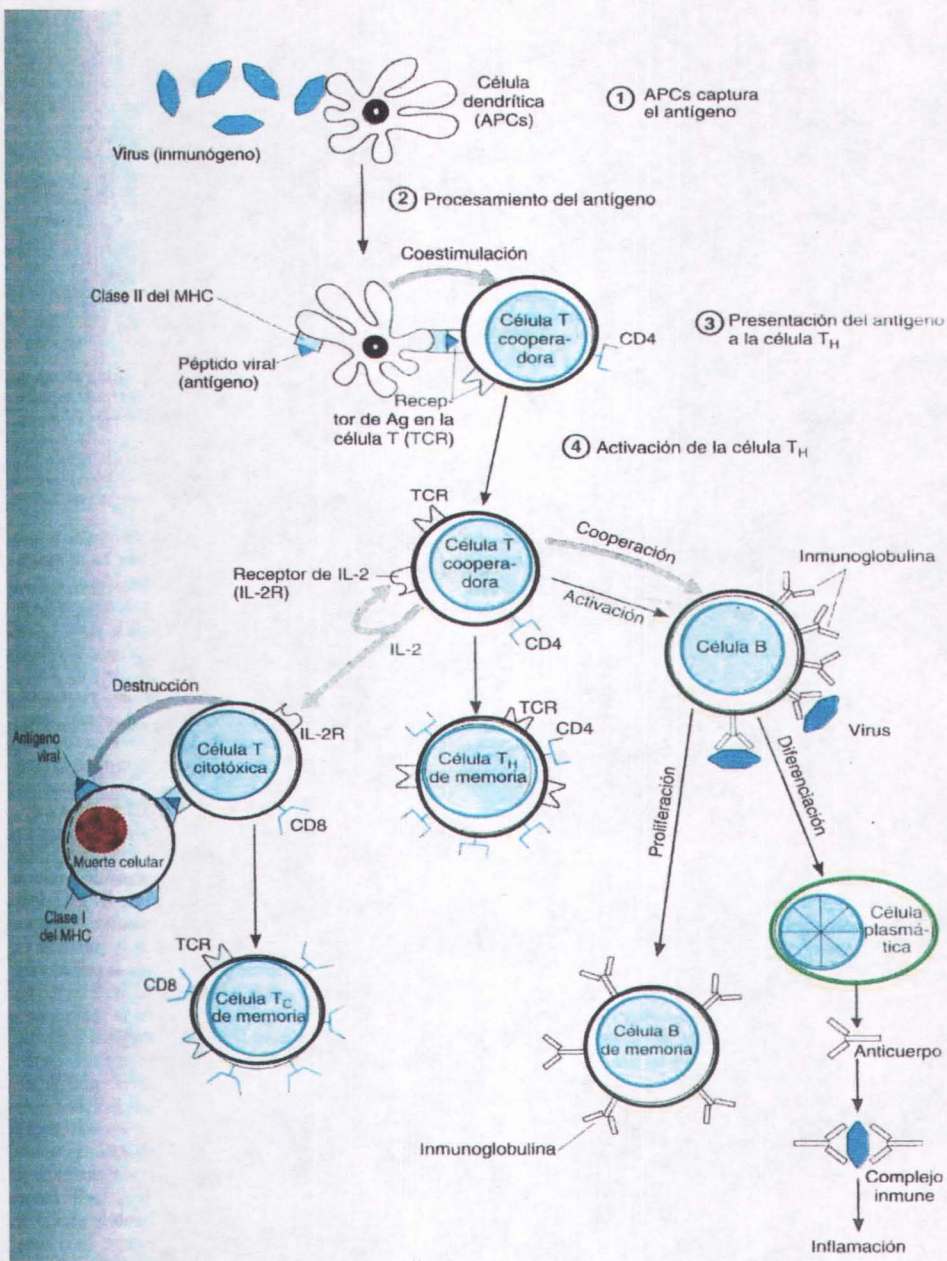 Célula
dendrítica
(APCs)
① APCs captura
el antígeno
Virus (inmunógeno)
② Procesamiento del antígeno
Coestimulación
Clase II del MHC
Célula T
coopera-
dora
CD4
③ Presentación del antígeno
a la célula T_H
Péptido viral
(antígeno)
Recep-
tor de Ag en la
célula T (TCR)
④ Activación de la célula T_H
TCR
Célula T
coopera-
dora
Cooperación
Inmunoglobulina
Receptor de IL-2
(IL-2R)
Activación
IL-2
CD4
Célula B
Destrucción
TCR
CD4
IL-2R
Virus
Antígeno
viral
Célula T
citotóxica
Célula T_H
de memoria
CD8
Muerte celular
Proliferación
Diferenciación
Clase I
del MHC
Célula
plasmá-
tica
TCR
CD8
Célula T_C
de memoria
Célula B
de memoria
Anticuerpo
Inmunoglobulina
Complejo
inmune
Inflamación